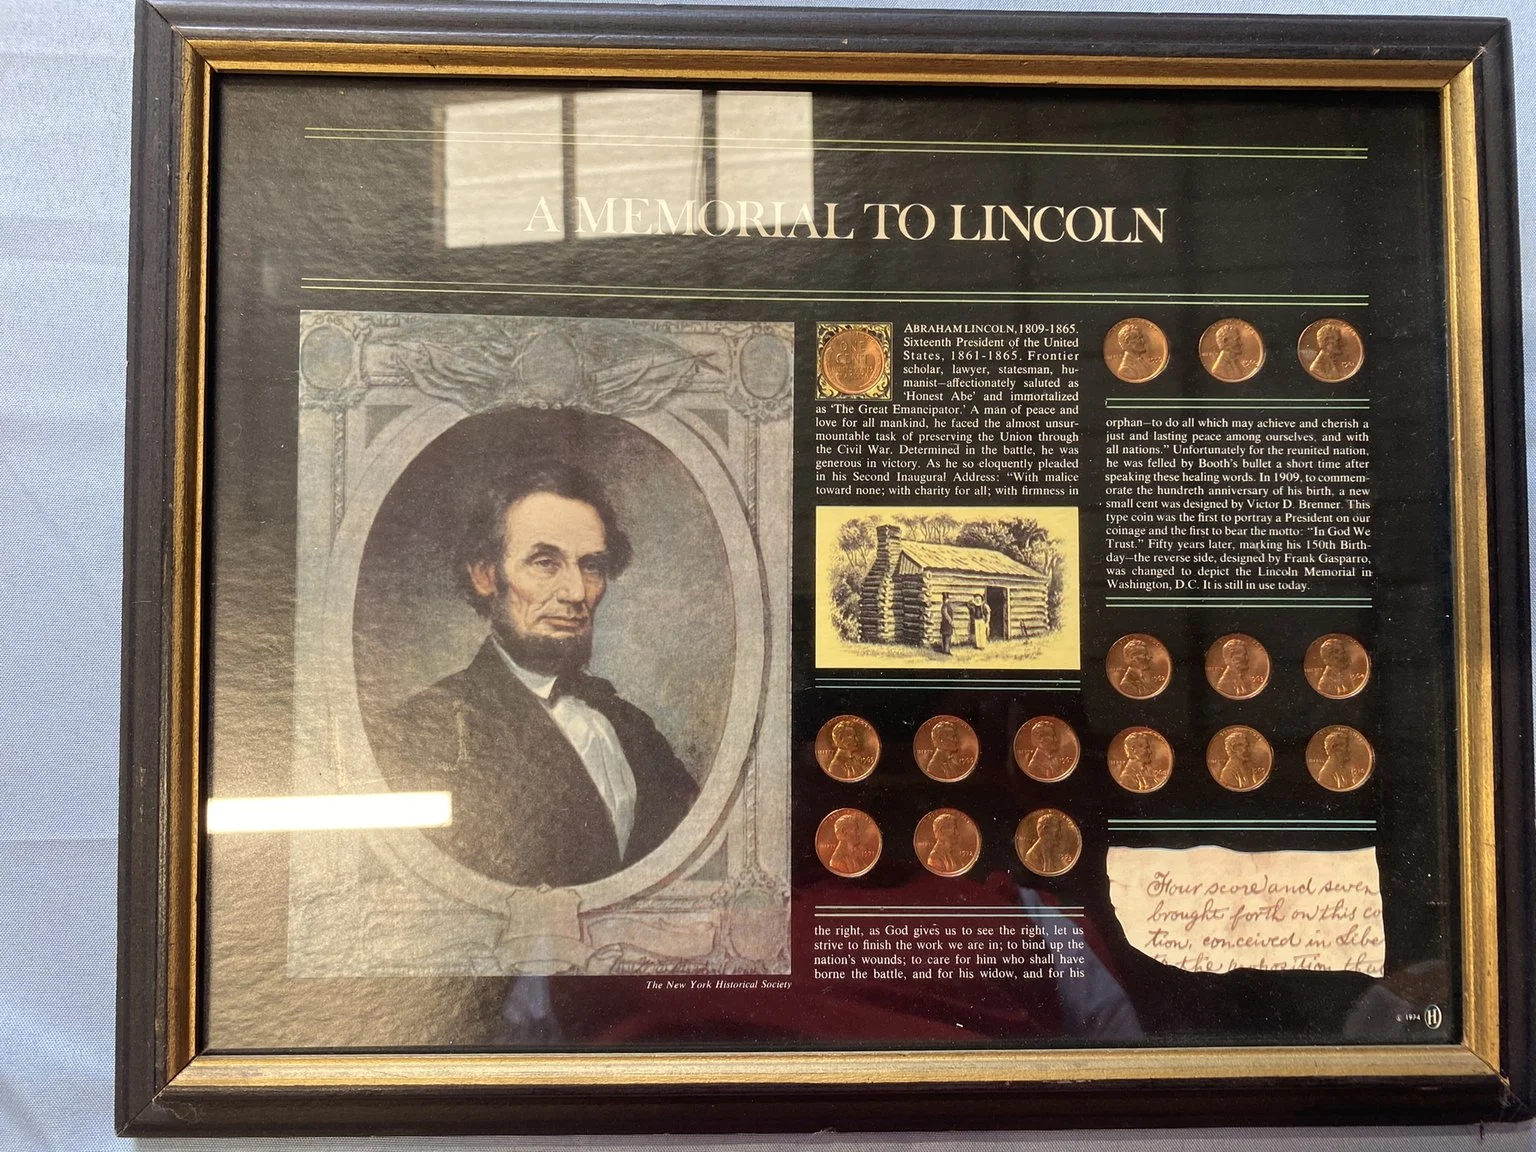 A MEMORIAL TO LINCOLN
ONE
CENT
ABRAHAM LINCOLN, 1809-1865.
Sixteenth President of the United
States, 1861-1865. Frontier
scholar, lawyer, statesman, hu-
manist—affectionately saluted as
'Honest Abe' and immortalized
as 'The Great Emancipator.' A man of peace and
love for all mankind, he faced the almost unsur-
mountable task of preserving the Union through
the Civil War. Determined in the battle, he was
generous in victory. As he so eloquently pleaded
in his Second Inaugural Address: “With malice
toward none; with charity for all; with firmness in
the right, as God gives us to see the right, let us
strive to finish the work we are in; to bind up the
nation's wounds; to care for him who shall have
borne the battle, and for his widow, and for his
orphan—to do all which may achieve and cherish a
just and lasting peace among ourselves, and with
all nations.” Unfortunately for the reunited nation,
he was felled by Booth's bullet a short time after
speaking these healing words. In 1909, to commem-
orate the hundreth anniversary of his birth, a new
small cent was designed by Victor D. Brenner. This
type coin was the first to portray a President on our
coinage and the first to bear the motto: “In God We
Trust.” Fifty years later, marking his 150th Birth-
day—the reverse side, designed by Frank Gasparro,
was changed to depict the Lincoln Memorial in
Washington, D.C. It is still in use today.
Four score and seven
brought forth on this co
tion, conceived in Libe
to the proposition tha
The New York Historical Society
© 1974 H